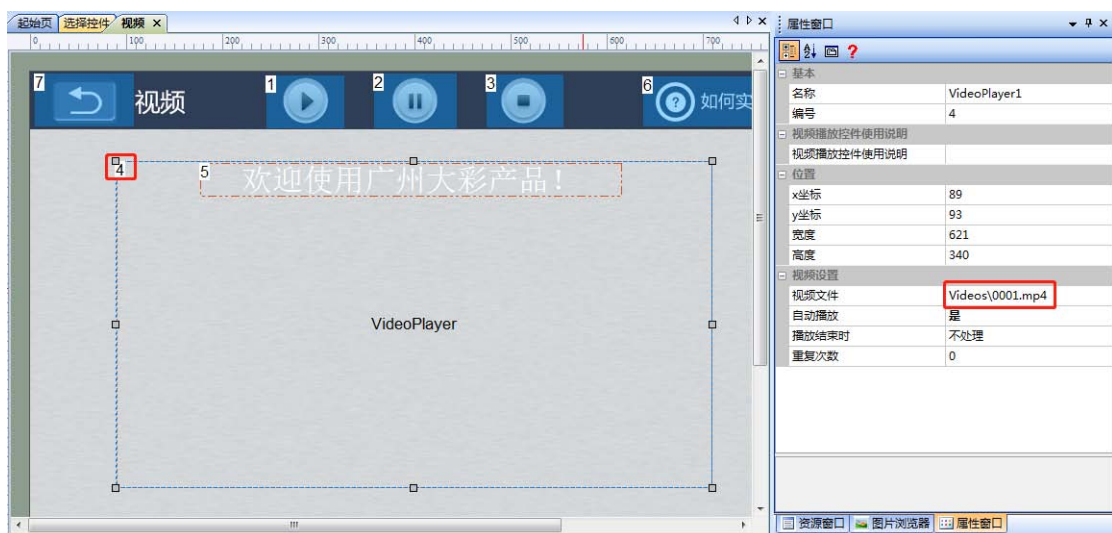 起始页 选择控件 视频
0 100 200 300 400 500 600 700
7 视频 1 2 3 6 如何实
4
5 欢迎使用广州大彩产品!
VideoPlayer
属性窗口
基本
名称 VideoPlayer1
编号 4
视频播放控件使用说明
视频播放控件使用说明
位置
x坐标 89
y坐标 93
宽度 621
高度 340
视频设置
视频文件 Videos\0001.mp4
自动播放 是
播放结束时 不处理
重复次数 0
资源窗口 图片浏览器 属性窗口